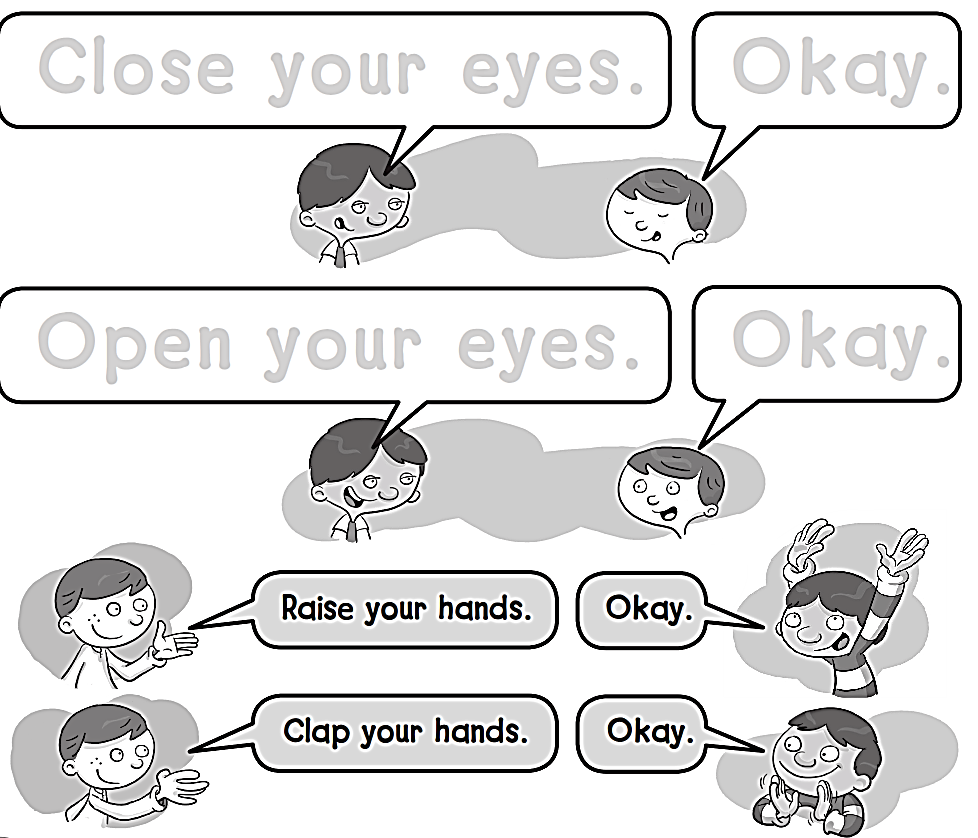 Close your eyes.
Okay.
Open your eyes.
Okay.
Raise your hands.
Okay.
Clap your hands.
Okay.